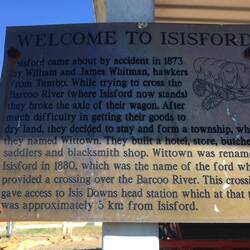 WELCOME TO ISISFORD
Isisford came about by accident in 1873
by William and James Whitman, hawkers
from Tambo. While trying to cross the
Barcoo River (where Isisford now stands)
they broke the axle of their wagon. After
much difficulty in getting their goods to
dry land, they decided to stay and form a township, wh
they named Wittown. They built a hotel, store, butche
saddlers and blacksmith shop. Wittown was rename
Isisford in 1880, which was the name of the ford whi
provided a crossing over the Barcoo River. This crossi
gave access to Isis Downs head station which at that t
was approximately 5 km from Isisford.